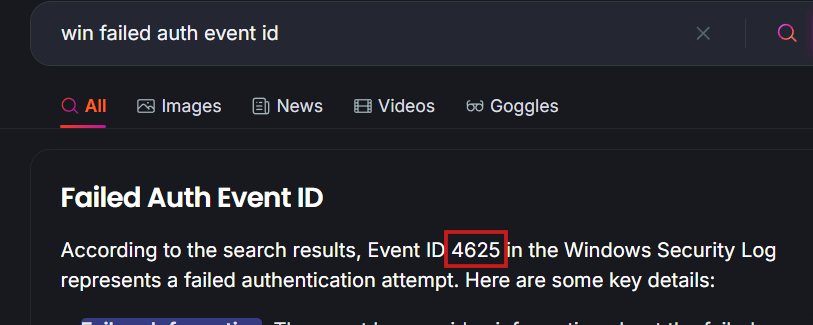 win failed auth event id
All Images News Videos Goggles
Failed Auth Event ID
According to the search results, Event ID 4625 in the Windows Security Log
represents a failed authentication attempt. Here are some key details: